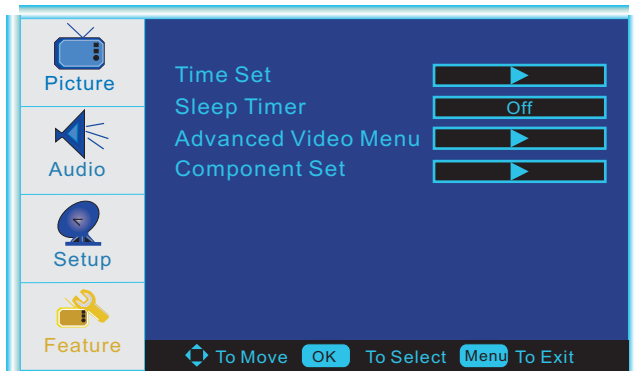 Picture
Audio
Setup
Feature
Time Set
Sleep Timer Off
Advanced Video Menu
Component Set
To Move OK To Select Menu To Exit